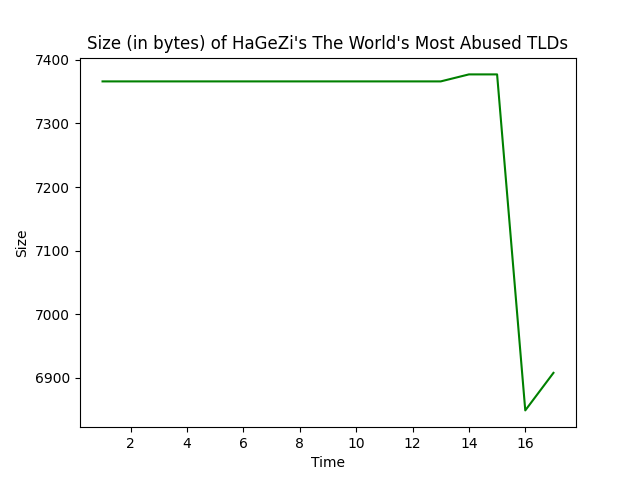 Size (in bytes) of HaGeZi's The World's Most Abused TLDs
7400
7300
7200
7100
7000
6900
Size
2 4 6 8 10 12 14 16
Time